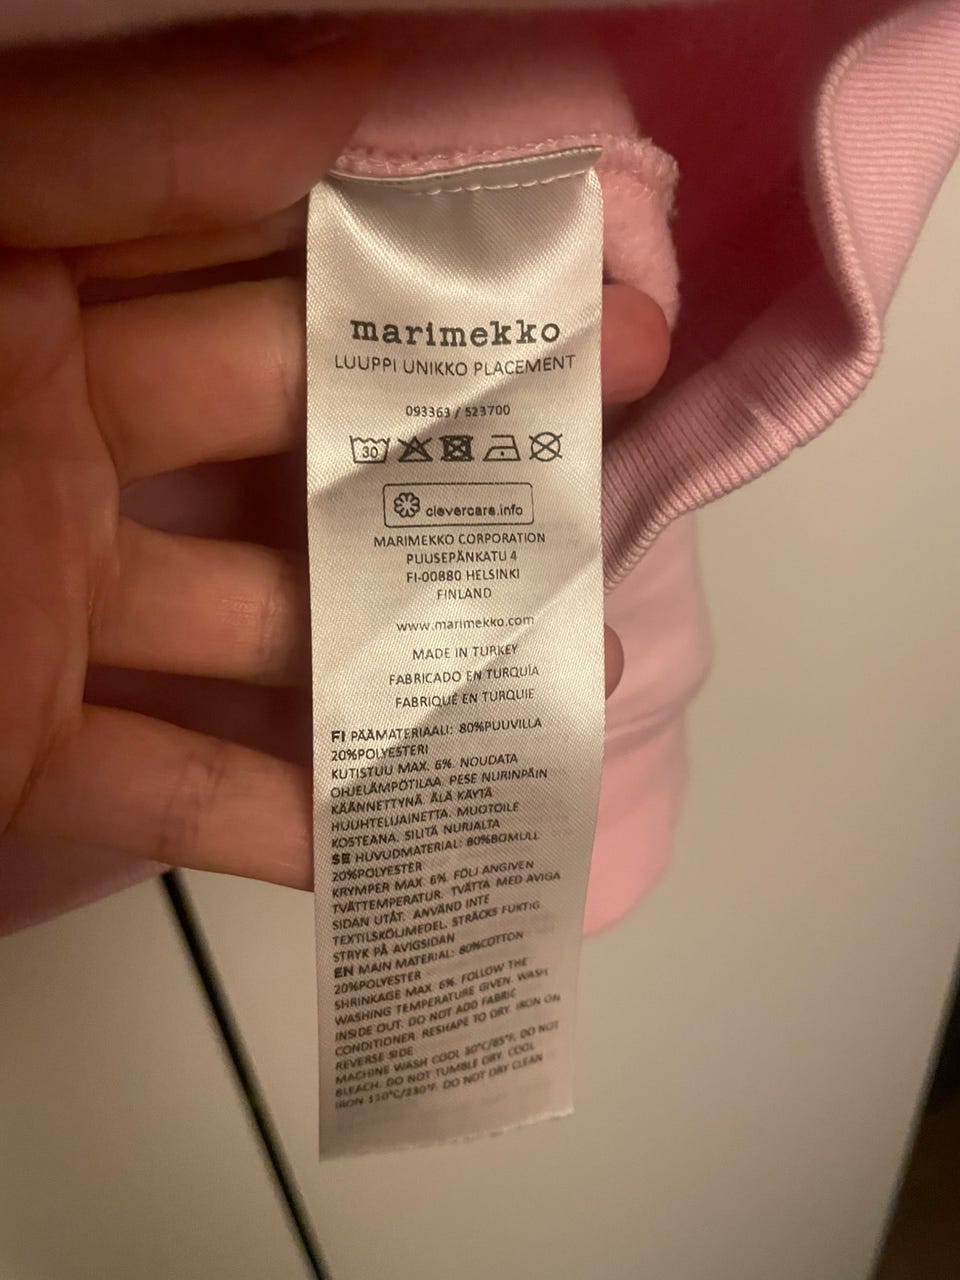 marimekko
LUUPPI UNIKKO PLACEMENT
093363 / 523700
30
clevercare.info
MARIMEKKO CORPORATION
PUUSEPÄNKATU 4
FI-00880 HELSINKI
FINLAND
www.marimekko.com
MADE IN TURKEY
FABRICADO EN TURQUÍA
FABRIQUÉ EN TURQUIE
FI PÄÄMATERIAALI: 80%PUUVILLA
20%POLYESTERI
KUTISTUU MAX. 6%. NOUDATA
OHJELÄMPÖTILAA. PESE NURINPÄIN
KÄÄNNETTYNÄ. ÄLÄ KÄYTÄ
HUUHTELUAINETTA. MUOTOILE
KOSTEANA. SILITÄ NURJALTA
SE HUVUDMATERIAL: 80%BOMULL
20%POLYESTER
KRYMPER MAX. 6%. FÖLJ ANGIVEN
TVÄTTEMPERATUR. TVÄTTA MED AVIGA
SIDAN UTÅT. ANVÄND INTE
TEXTILSKÖLJMEDEL. STRÄCKS FUKTIG.
STRYK PÅ AVIGSIDAN
EN MAIN MATERIAL: 80%COTTON
20%POLYESTER
SHRINKAGE MAX. 6%. FOLLOW THE
WASHING TEMPERATURE GIVEN. WASH
INSIDE OUT. DO NOT ADD FABRIC
CONDITIONER. RESHAPE TO DRY. IRON ON
REVERSE SIDE
MACHINE WASH COOL 30°C/85°F. DO NOT
BLEACH. DO NOT TUMBLE DRY. COOL
IRON 110°C/230°F. DO NOT DRY CLEAN